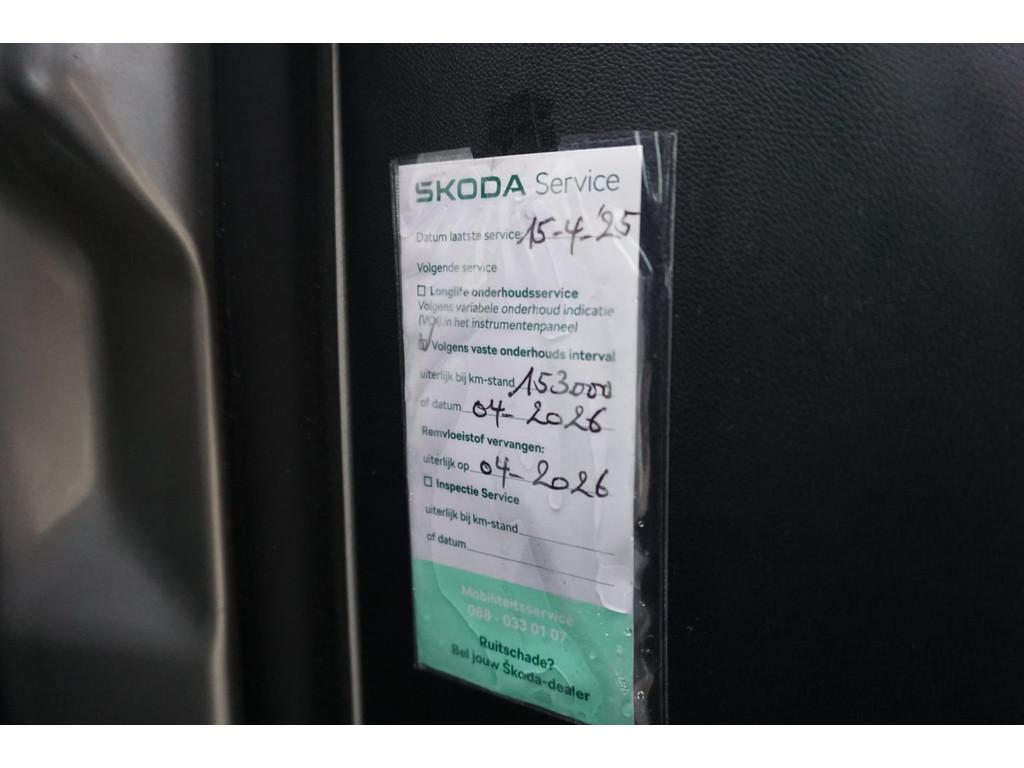 ŠKODA Service
Datum laatste service 15-4-'25
Volgende service
Longlife onderhoudsservice
Volgens variabele onderhoud indicatie
(VOI) in het instrumentenpaneel
Volgens vaste onderhouds interval
uiterlijk bij km-stand 153000
of datum 04-2026
Remvloeistof vervangen:
uiterlijk op 04-2026
Inspectie Service
uiterlijk bij km-stand
of datum
Mobiliteitsservice
088 - 033 01 07
Ruitschade?
Bel jouw Škoda-dealer